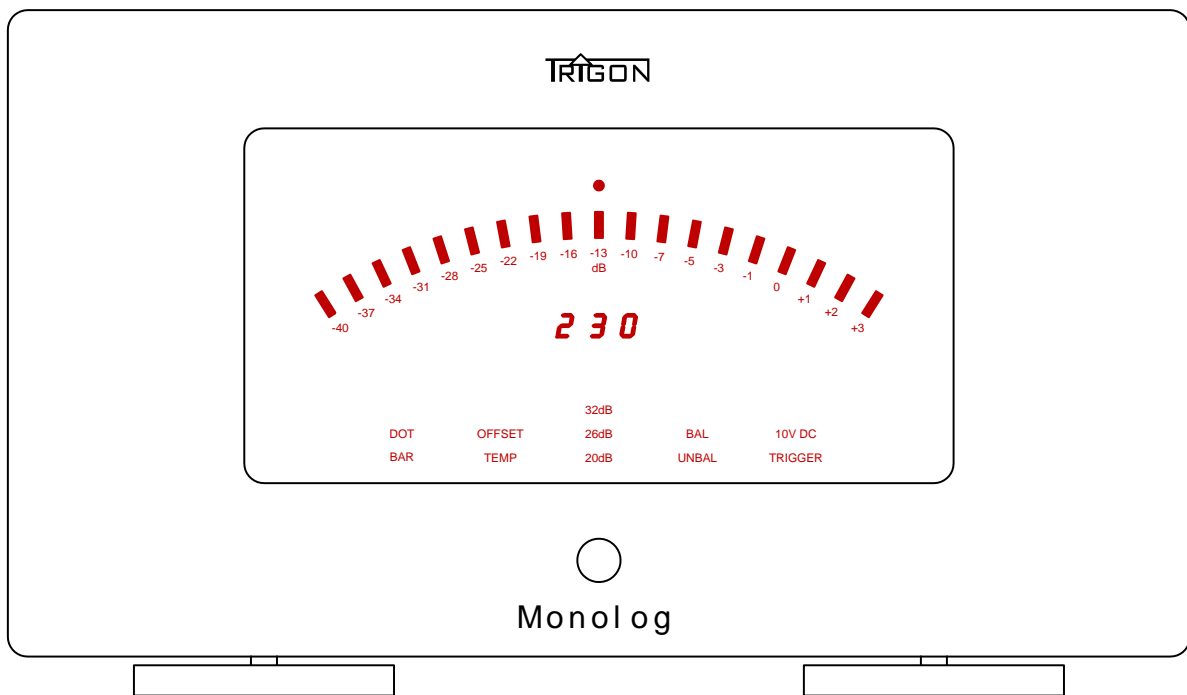 TRIGON
-40 -37 -34 -31 -28 -25 -22 -19 -16 -13 -10 -7 -5 -3 -1 0 +1 +2 +3
dB
230
32dB
DOT OFFSET 26dB BAL 10V DC
BAR TEMP 20dB UNBAL TRIGGER
Monolog